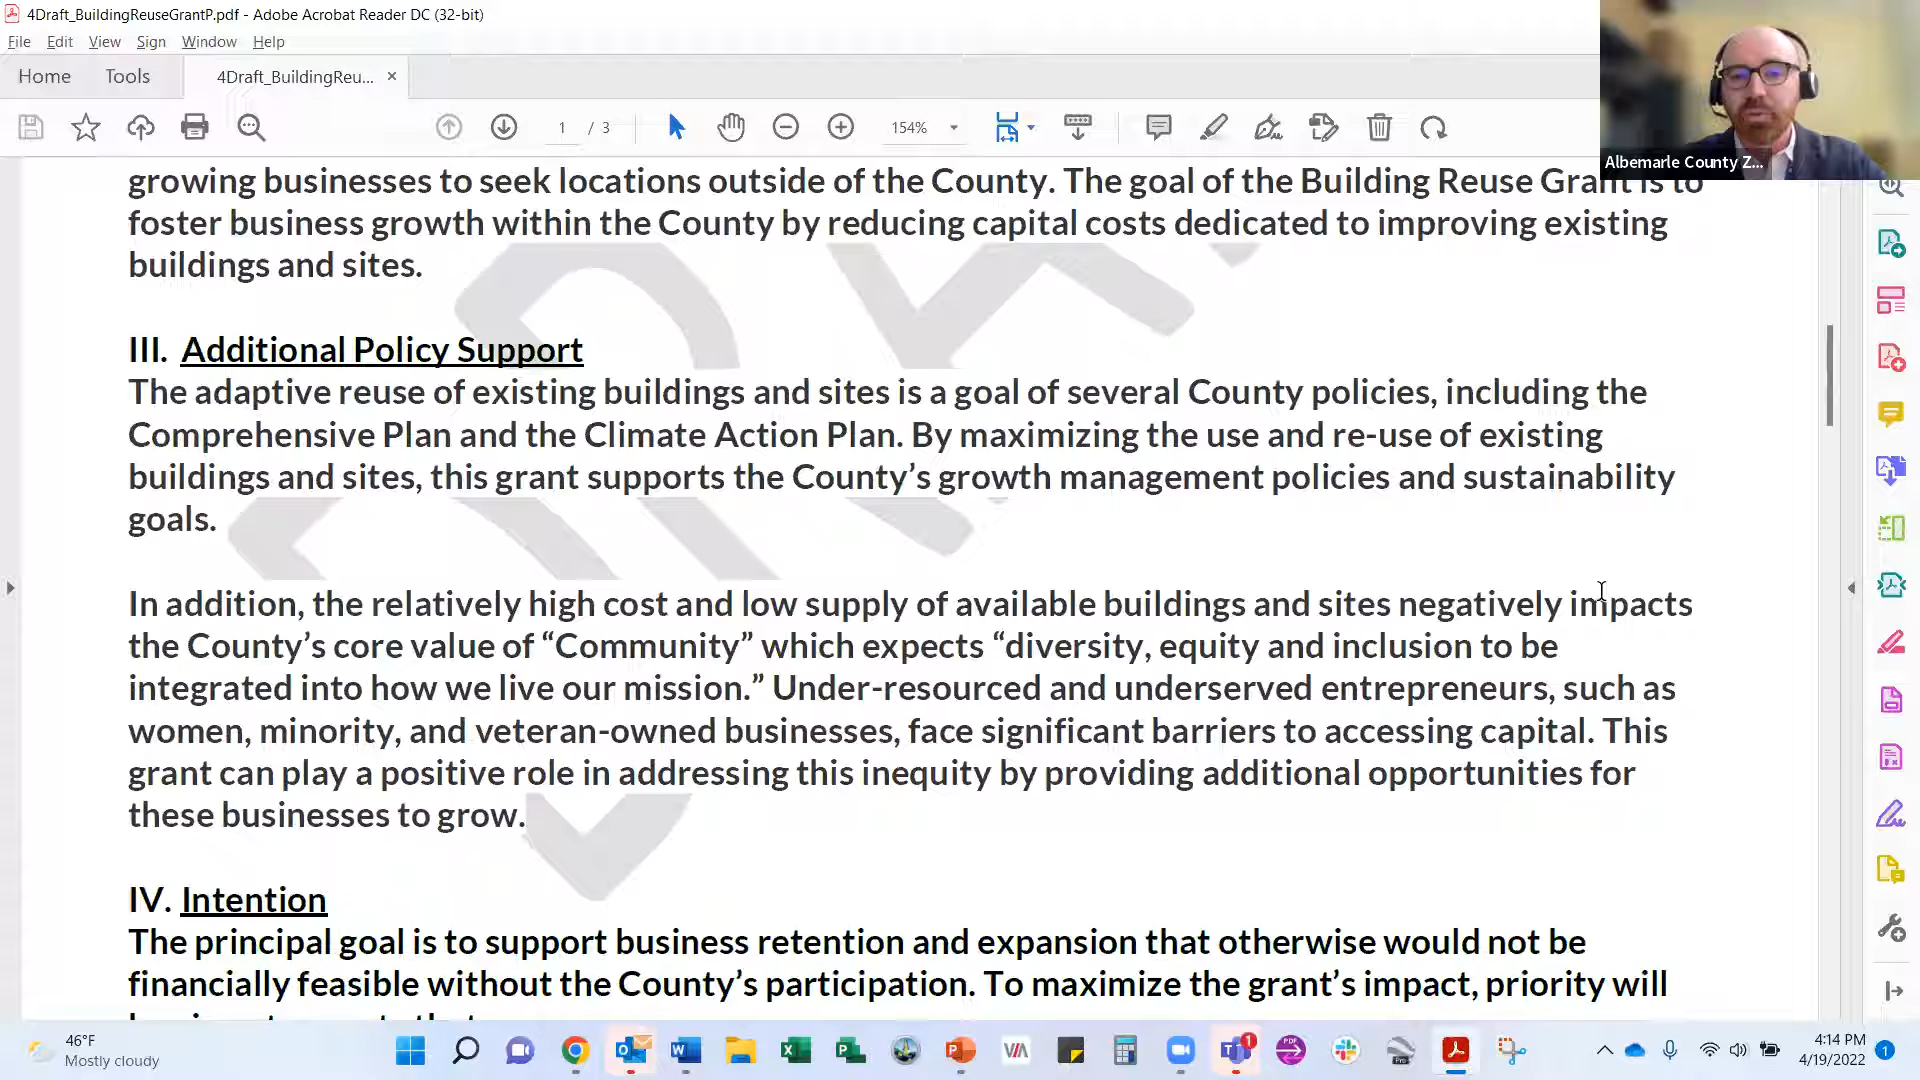 4Draft_BuildingReuseGrantP.pdf - Adobe Acrobat Reader DC (32-bit)
File Edit View Sign Window Help
Home Tools 4Draft_BuildingReu... ×
1 / 3 154%
Albemarle County Z...
growing businesses to seek locations outside of the County. The goal of the Building Reuse Grant is to
foster business growth within the County by reducing capital costs dedicated to improving existing
buildings and sites.
III. Additional Policy Support
The adaptive reuse of existing buildings and sites is a goal of several County policies, including the
Comprehensive Plan and the Climate Action Plan. By maximizing the use and re-use of existing
buildings and sites, this grant supports the County’s growth management policies and sustainability
goals.
In addition, the relatively high cost and low supply of available buildings and sites negatively impacts
the County’s core value of “Community” which expects “diversity, equity and inclusion to be
integrated into how we live our mission.” Under-resourced and underserved entrepreneurs, such as
women, minority, and veteran-owned businesses, face significant barriers to accessing capital. This
grant can play a positive role in addressing this inequity by providing additional opportunities for
these businesses to grow.
IV. Intention
The principal goal is to support business retention and expansion that otherwise would not be
financially feasible without the County’s participation. To maximize the grant’s impact, priority will
46°F
Mostly cloudy
VIA
1
PDF
Pro
4:14 PM
4/19/2022
1